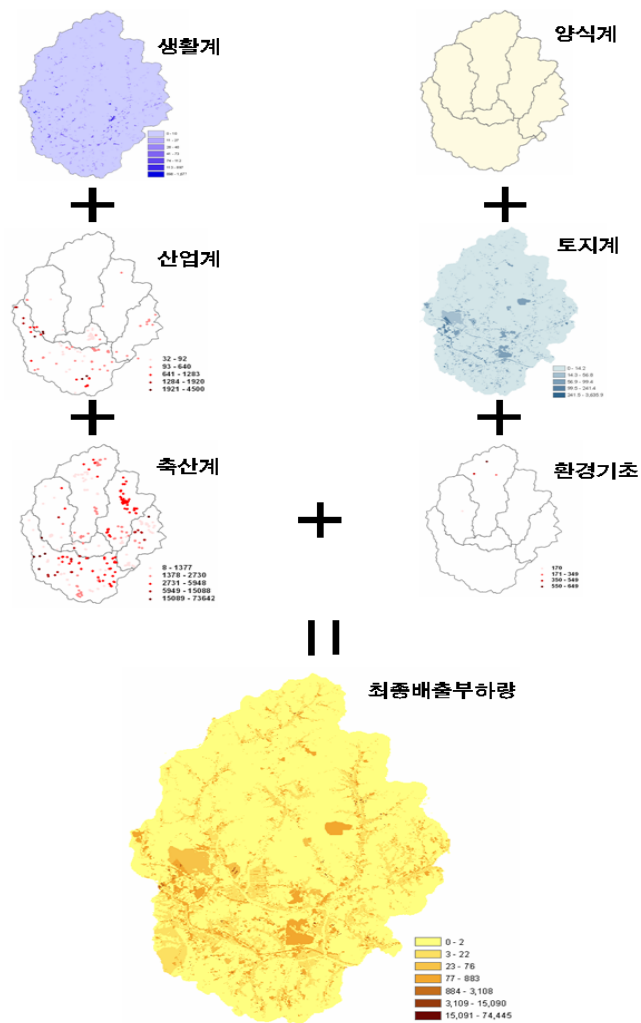 생활계
양식계
산업계
32 - 92
93 - 640
641 - 1283
1284 - 1920
1921 - 4500
토지계
0 - 14.2
축산계
8 - 1377
1378 - 2730
2731 - 5948
5949 - 15088
15089 - 73642
환경기초
170
171 - 349
350 - 549
550 - 649
최종배출부하량
0 - 2
3 - 22
23 - 76
77 - 883
884 - 3,108
3,109 - 15,090
15,091 - 74,445